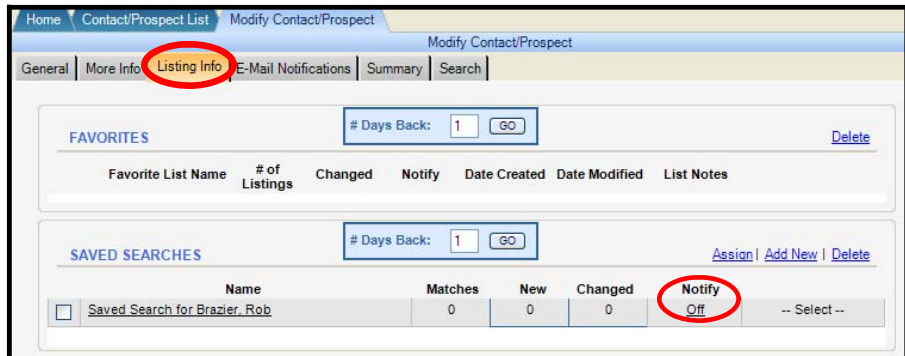 Home Contact/Prospect List Modify Contact/Prospect
Modify Contact/Prospect
General More Info Listing Info E-Mail Notifications Summary Search
# Days Back: 1 GO
FAVORITES Delete
Favorite List Name # of Listings Changed Notify Date Created Date Modified List Notes
# Days Back: 1 GO
SAVED SEARCHES Assign | Add New | Delete
Name Matches New Changed Notify
Saved Search for Brazier, Rob 0 0 0 Off -- Select --